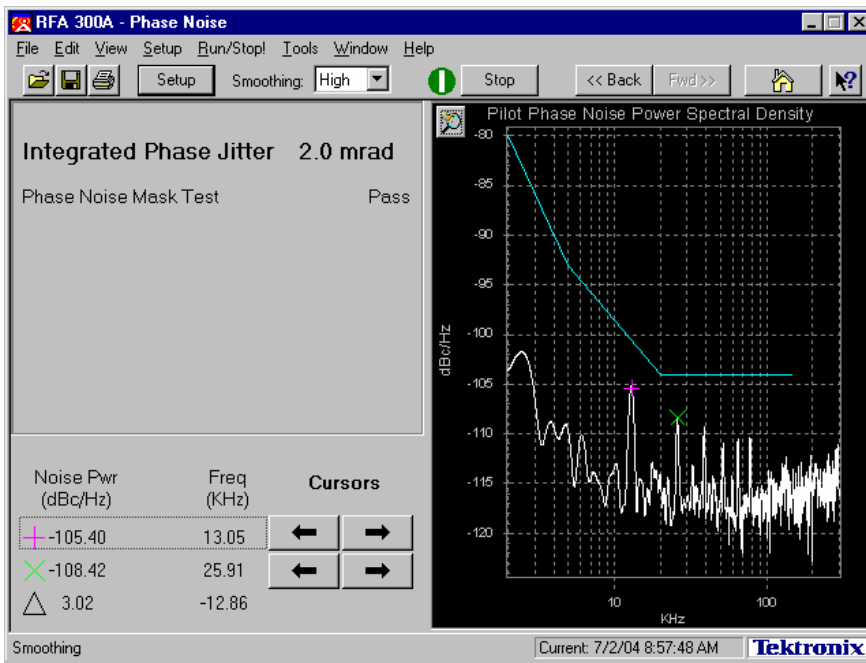 RFA 300A - Phase Noise
File Edit View Setup Run/Stop! Tools Window Help
Setup Smoothing: High Stop << Back Fwd >>
Integrated Phase Jitter 2.0 mrad
Phase Noise Mask Test Pass
Pilot Phase Noise Power Spectral Density
dBc/Hz
-80
-85
-90
-95
-100
-105
-110
-115
-120
10 100
KHz
Noise Pwr (dBc/Hz) Freq (KHz) Cursors
-105.40 13.05
-108.42 25.91
3.02 -12.86
Smoothing Current: 7/2/04 8:57:48 AM Tektronix